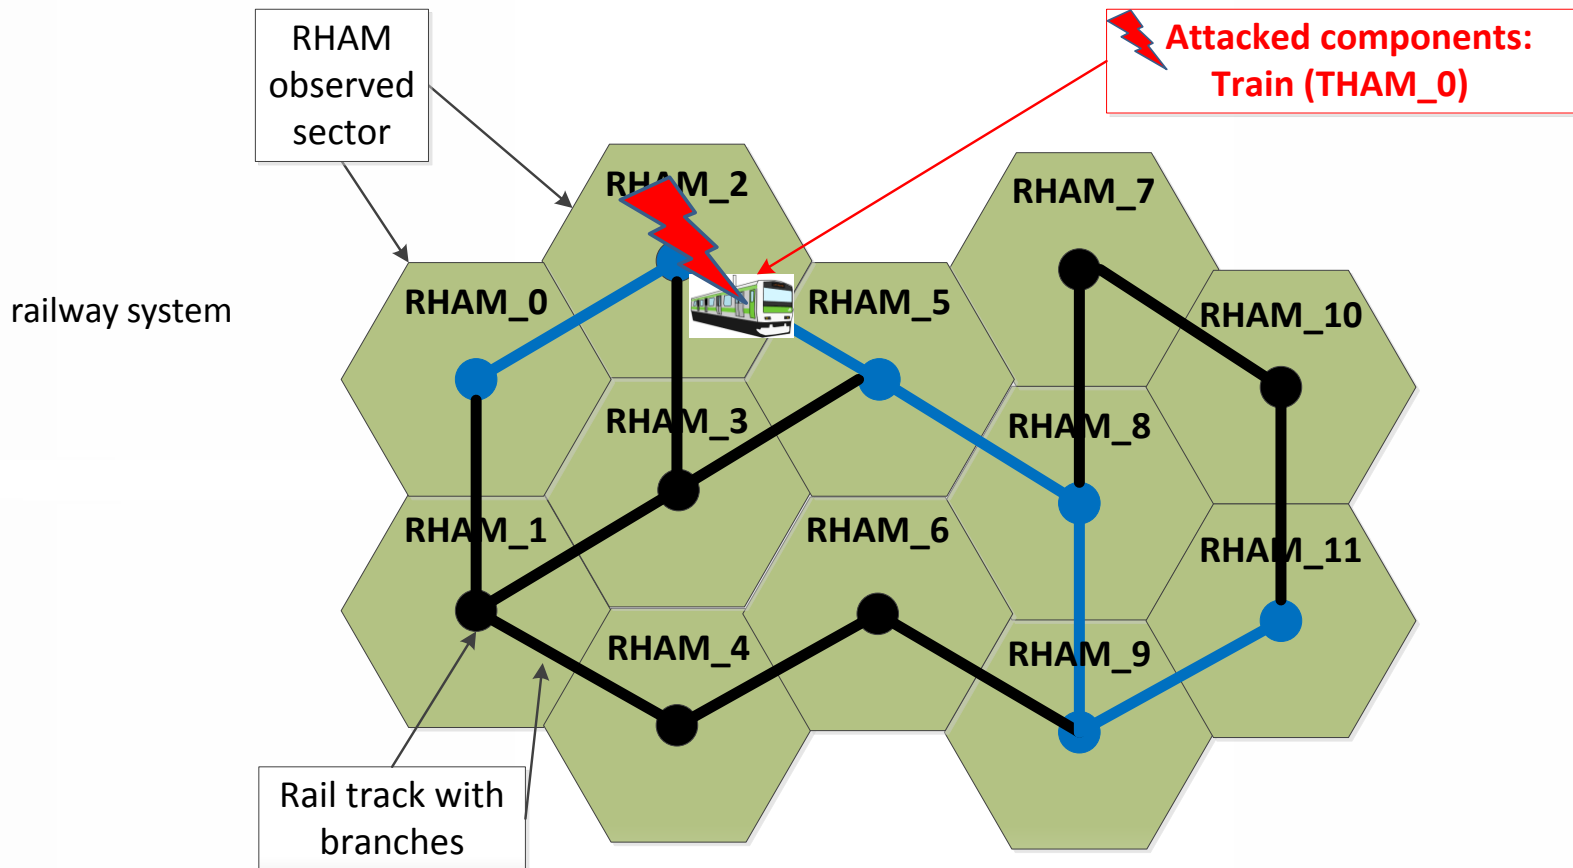 RHAM
observed
sector
Attacked components:
Train (THAM_0)
railway system
RHAM_2
RHAM_7
RHAM_0
RHAM_5
RHAM_10
RHAM_3
RHAM_8
RHAM_1
RHAM_6
RHAM_11
RHAM_4
RHAM_9
Rail track with
branches